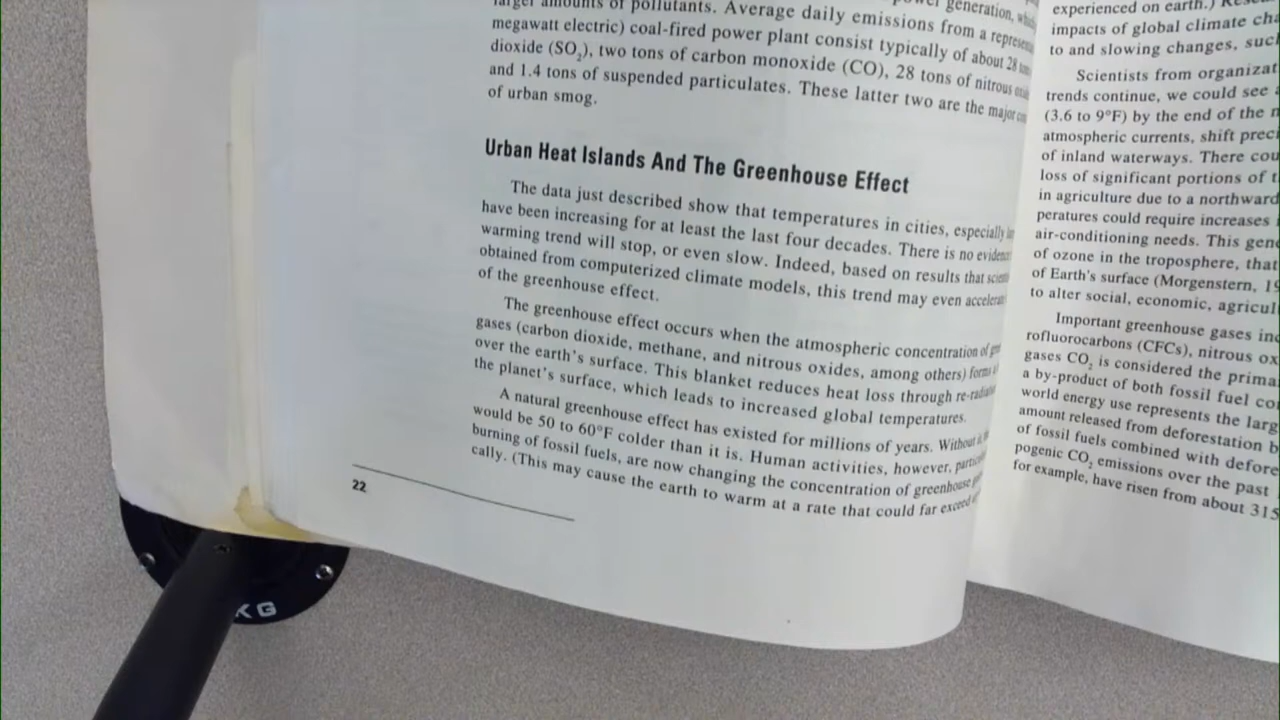 larger amounts of pollutants. Average daily emissions from a
power generation,
megawatt electric) coal-fired power plant consist typically of about 28
dioxide (SO₂), two tons of carbon monoxide (CO), 28 tons of nitrous
and 1.4 tons of suspended particulates. These latter two are the major
of urban smog.
Urban Heat Islands And The Greenhouse Effect
The data just described show that temperatures in cities, especially
have been increasing for at least the last four decades. There is no
warming trend will stop, or even slow. Indeed, based on results that
obtained from computerized climate models, this trend may even
of the greenhouse effect.
The greenhouse effect occurs when the atmospheric concentration of
gases (carbon dioxide, methane, and nitrous oxides, among others)
over the earth's surface. This blanket reduces heat loss through
the planet's surface, which leads to increased global temperatures.
A natural greenhouse effect has existed for millions of years. Without
would be 50 to 60°F colder than it is. Human activities, however,
burning of fossil fuels, are now changing the concentration of greenhouse
cally. (This may cause the earth to warm at a rate that could far exceed
22
experienced on earth.)
impacts of global climate
to and slowing changes,
Scientists from
trends continue, we could see
(3.6 to 9°F) by the end of the
atmospheric currents, shift
of inland waterways. There
loss of significant portions of
in agriculture due to a northward
peratures could require increases
air-conditioning needs. This
of ozone in the troposphere, that
of Earth's surface (Morgenstern,
to alter social, economic,
Important greenhouse gases
rofluorocarbons (CFCs), nitrous
gases CO₂ is considered the
a by-product of both fossil fuel
world energy use represents the
amount released from deforestation
of fossil fuels combined with
pogenic CO₂ emissions over the past
for example, have risen from about 315
KG